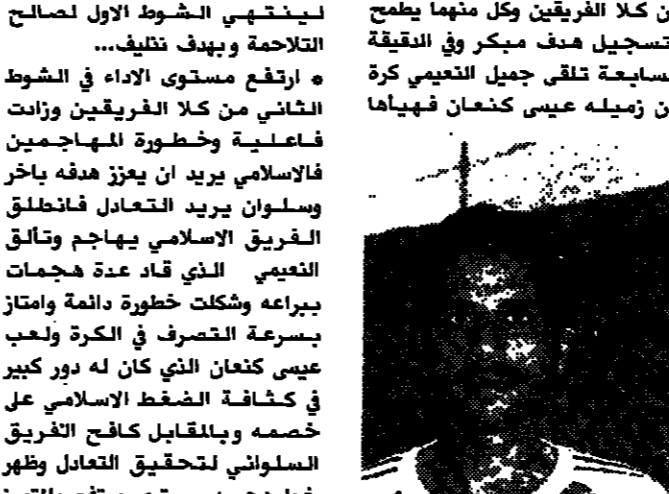 ن كلا الفريقين وكل منهما يطمح
تسجيل هدف مبكر وفي الدقيقة
سابعة تلقى جميل النعيمي كرة
ن زميله عيسى كنعان فهيأها
لينتهي الشوط الاول لصالح
التلاحمة وبهدف نظيف...
* ارتفع مستوى الاداء في الشوط
الثاني من كلا الفريقين وزادت
فاعلية وخطورة المهاجمين
فالاسلامي يريد ان يعزز هدفه باخر
وسلوان يريد التعادل فانطلق
الفريق الاسلامي يهاجم وتألق
النعيمي الذي قاد عدة هجمات
ببراعه وشكلت خطورة دائمة وامتاز
بسرعة التصرف في الكرة ولعب
عيسى كنعان الذي كان له دور كبير
في كثافة الضغط الاسلامي على
خصمه وبالمقابل كافح الفريق
السلواني لتحقيق التعادل وظهر